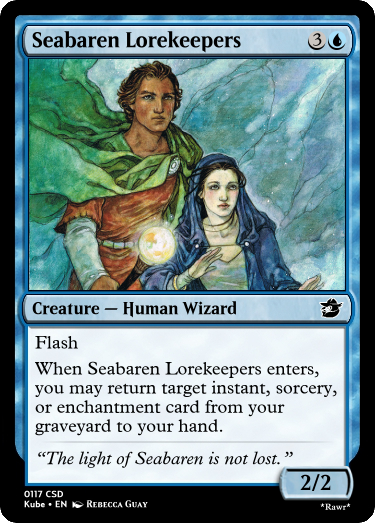 Seabaren Lorekeepers 3
Creature — Human Wizard
Flash
When Seabaren Lorekeepers enters,
you may return target instant, sorcery,
or enchantment card from your
graveyard to your hand.
“The light of Seabaren is not lost.”
2/2
0117 CSD
Kube • EN Rebecca Guay
*Rawr*